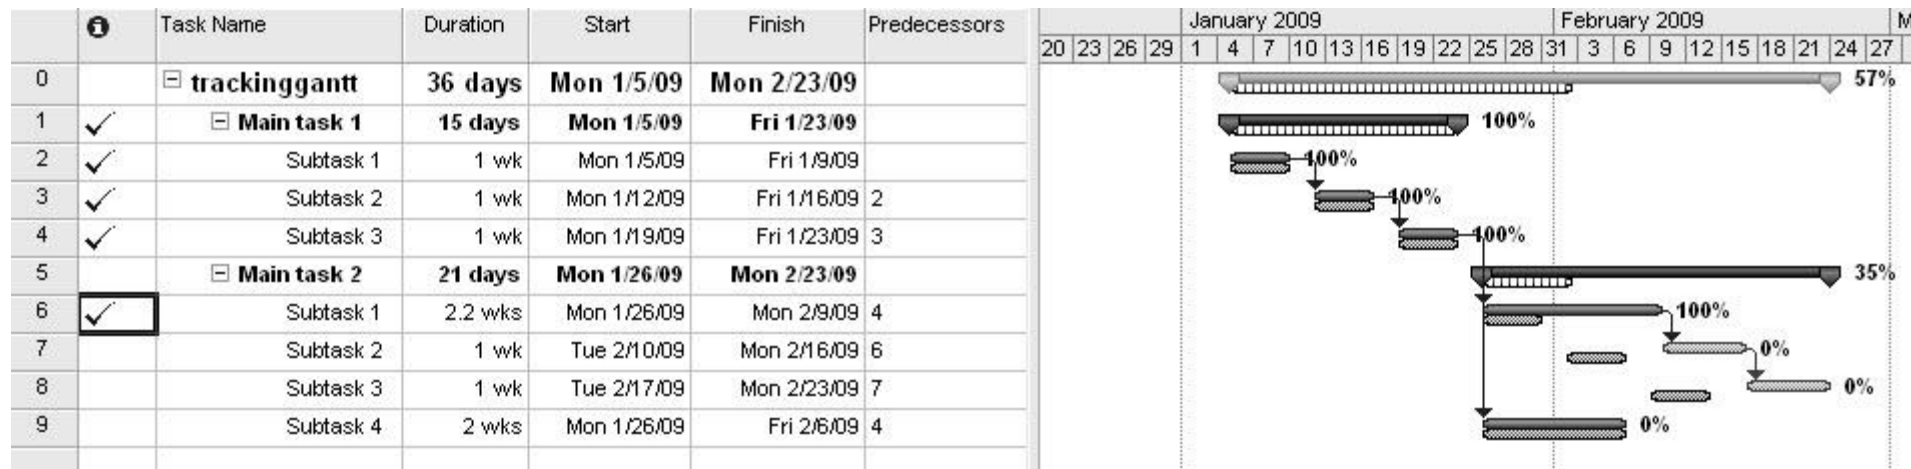 Task Name Duration Start Finish Predecessors January 2009 February 2009 M
20 23 26 29 1 4 7 10 13 16 19 22 25 28 31 3 6 9 12 15 18 21 24 27
0 trackinggantt 36 days Mon 1/5/09 Mon 2/23/09 57%
1 Main task 1 15 days Mon 1/5/09 Fri 1/23/09 100%
2 Subtask 1 1 wk Mon 1/5/09 Fri 1/9/09 100%
3 Subtask 2 1 wk Mon 1/12/09 Fri 1/16/09 2 100%
4 Subtask 3 1 wk Mon 1/19/09 Fri 1/23/09 3 100%
5 Main task 2 21 days Mon 1/26/09 Mon 2/23/09 35%
6 Subtask 1 2.2 wks Mon 1/26/09 Mon 2/9/09 4 100%
7 Subtask 2 1 wk Tue 2/10/09 Mon 2/16/09 6 0%
8 Subtask 3 1 wk Tue 2/17/09 Mon 2/23/09 7 0%
9 Subtask 4 2 wks Mon 1/26/09 Fri 2/6/09 4 0%